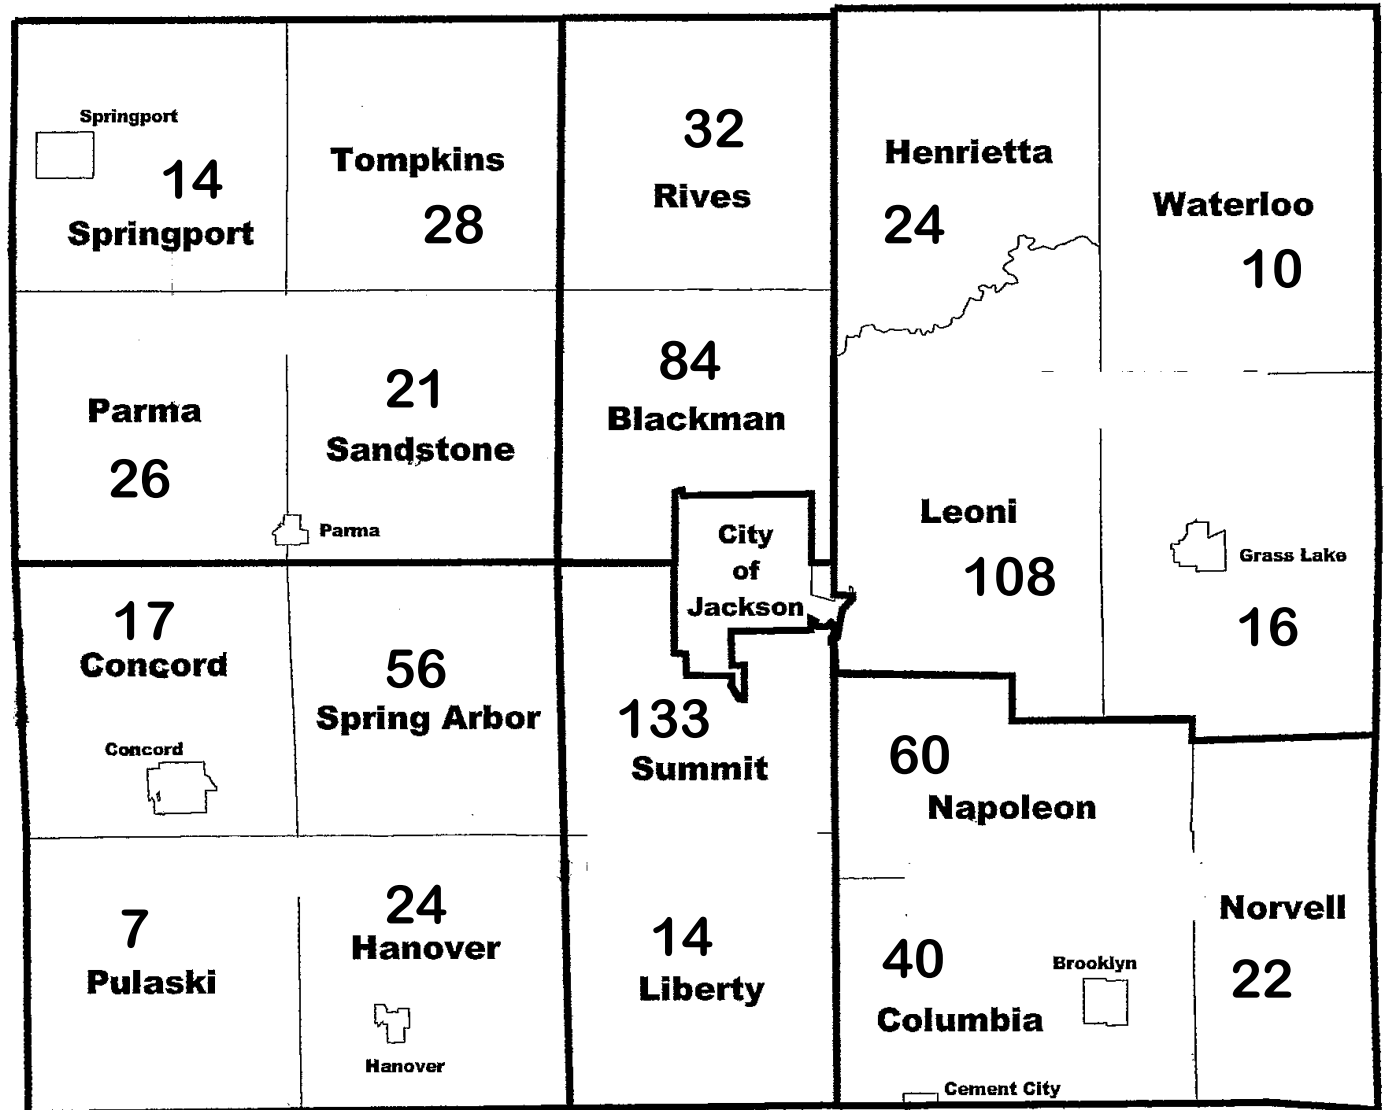 Springport
14
Springport
Tompkins
28
32
Rives
Henrietta
24
Waterloo
10
Parma
26
21
Sandstone
Parma
84
Blackman
City
of
Jackson
Leoni
108
Grass Lake
16
17
Concord
Concord
56
Spring Arbor
133
Summit
60
Napoleon
7
Pulaski
24
Hanover
Hanover
14
Liberty
40
Columbia
Brooklyn
Cement City
Norvell
22